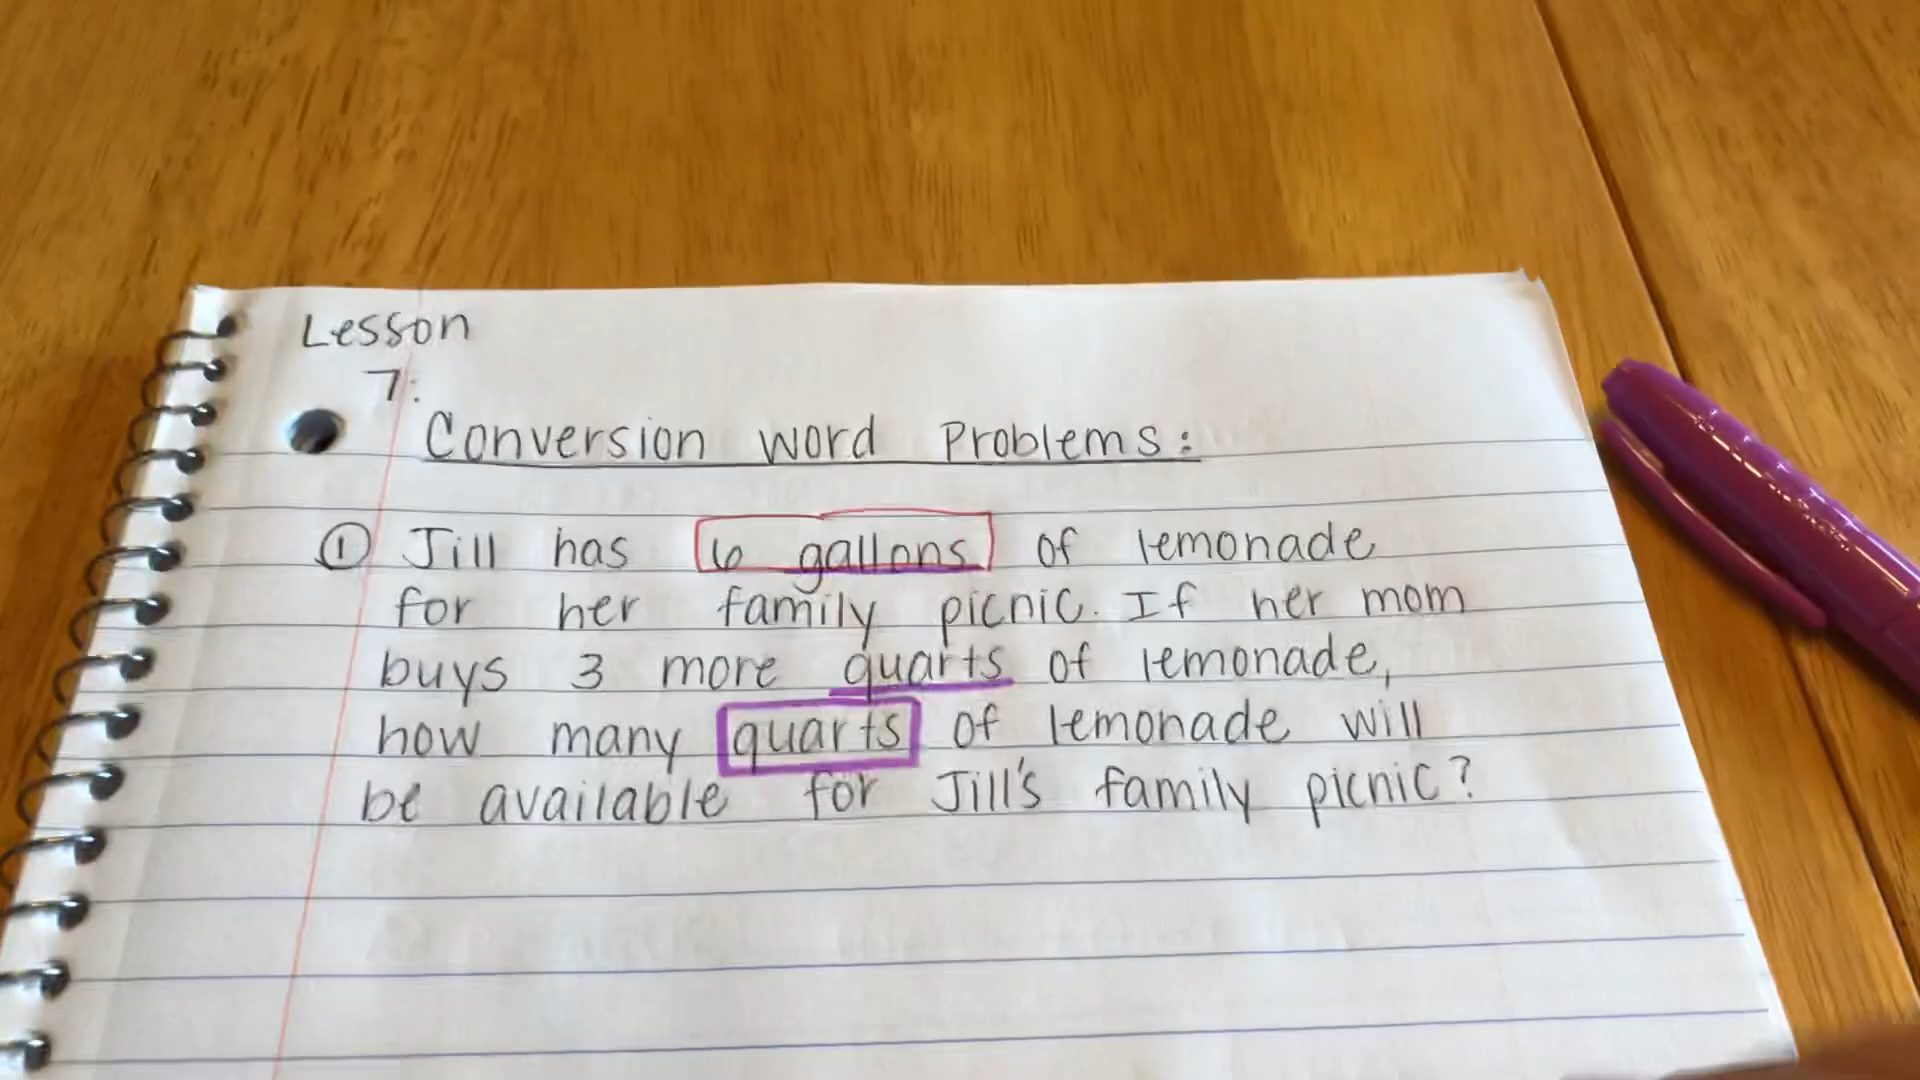 Lesson
7:
Conversion word Problems:
① Jill has 6 gallons of lemonade
for her family picnic. If her mom
buys 3 more quarts of lemonade,
how many quarts of lemonade will
be available for Jill's family picnic?